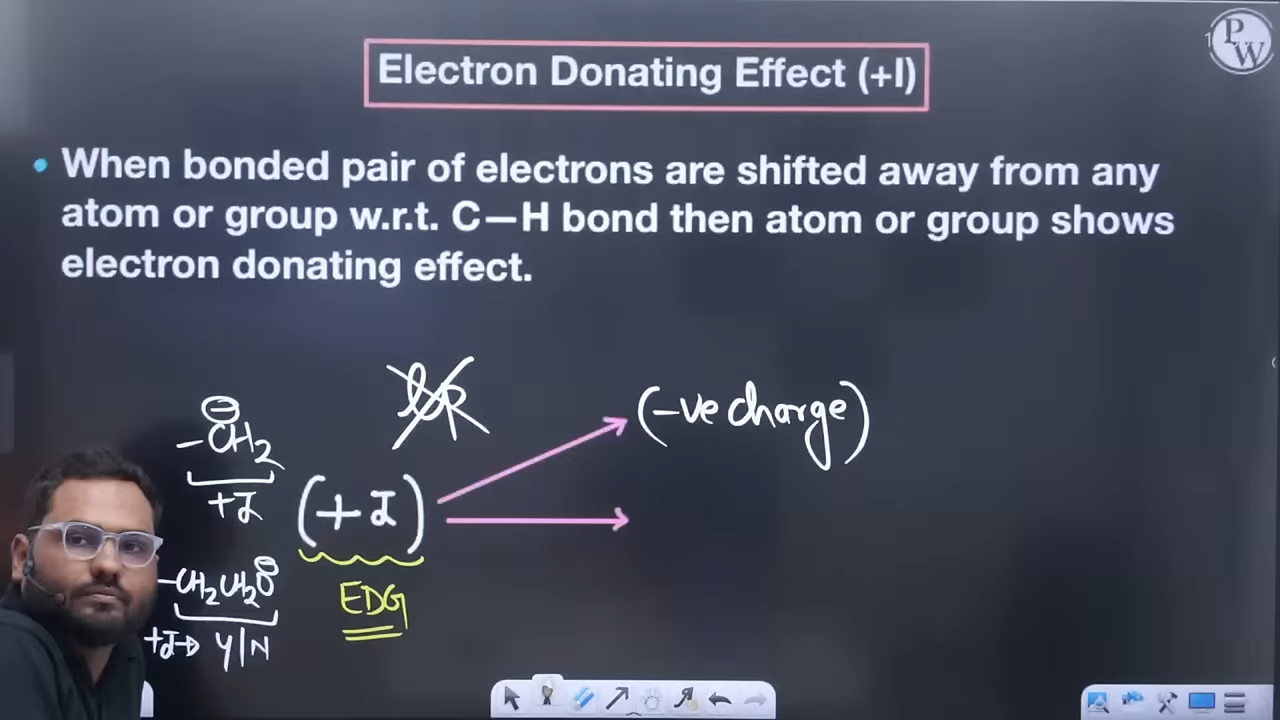 P
W
Electron Donating Effect (+I)
• When bonded pair of electrons are shifted away from any
atom or group w.r.t. C—H bond then atom or group shows
electron donating effect.
⊖
-CH₂
+I
(+I)
(-ve charge)
EDG
⊖
-CH₂CH₂O
+I→ Y/N